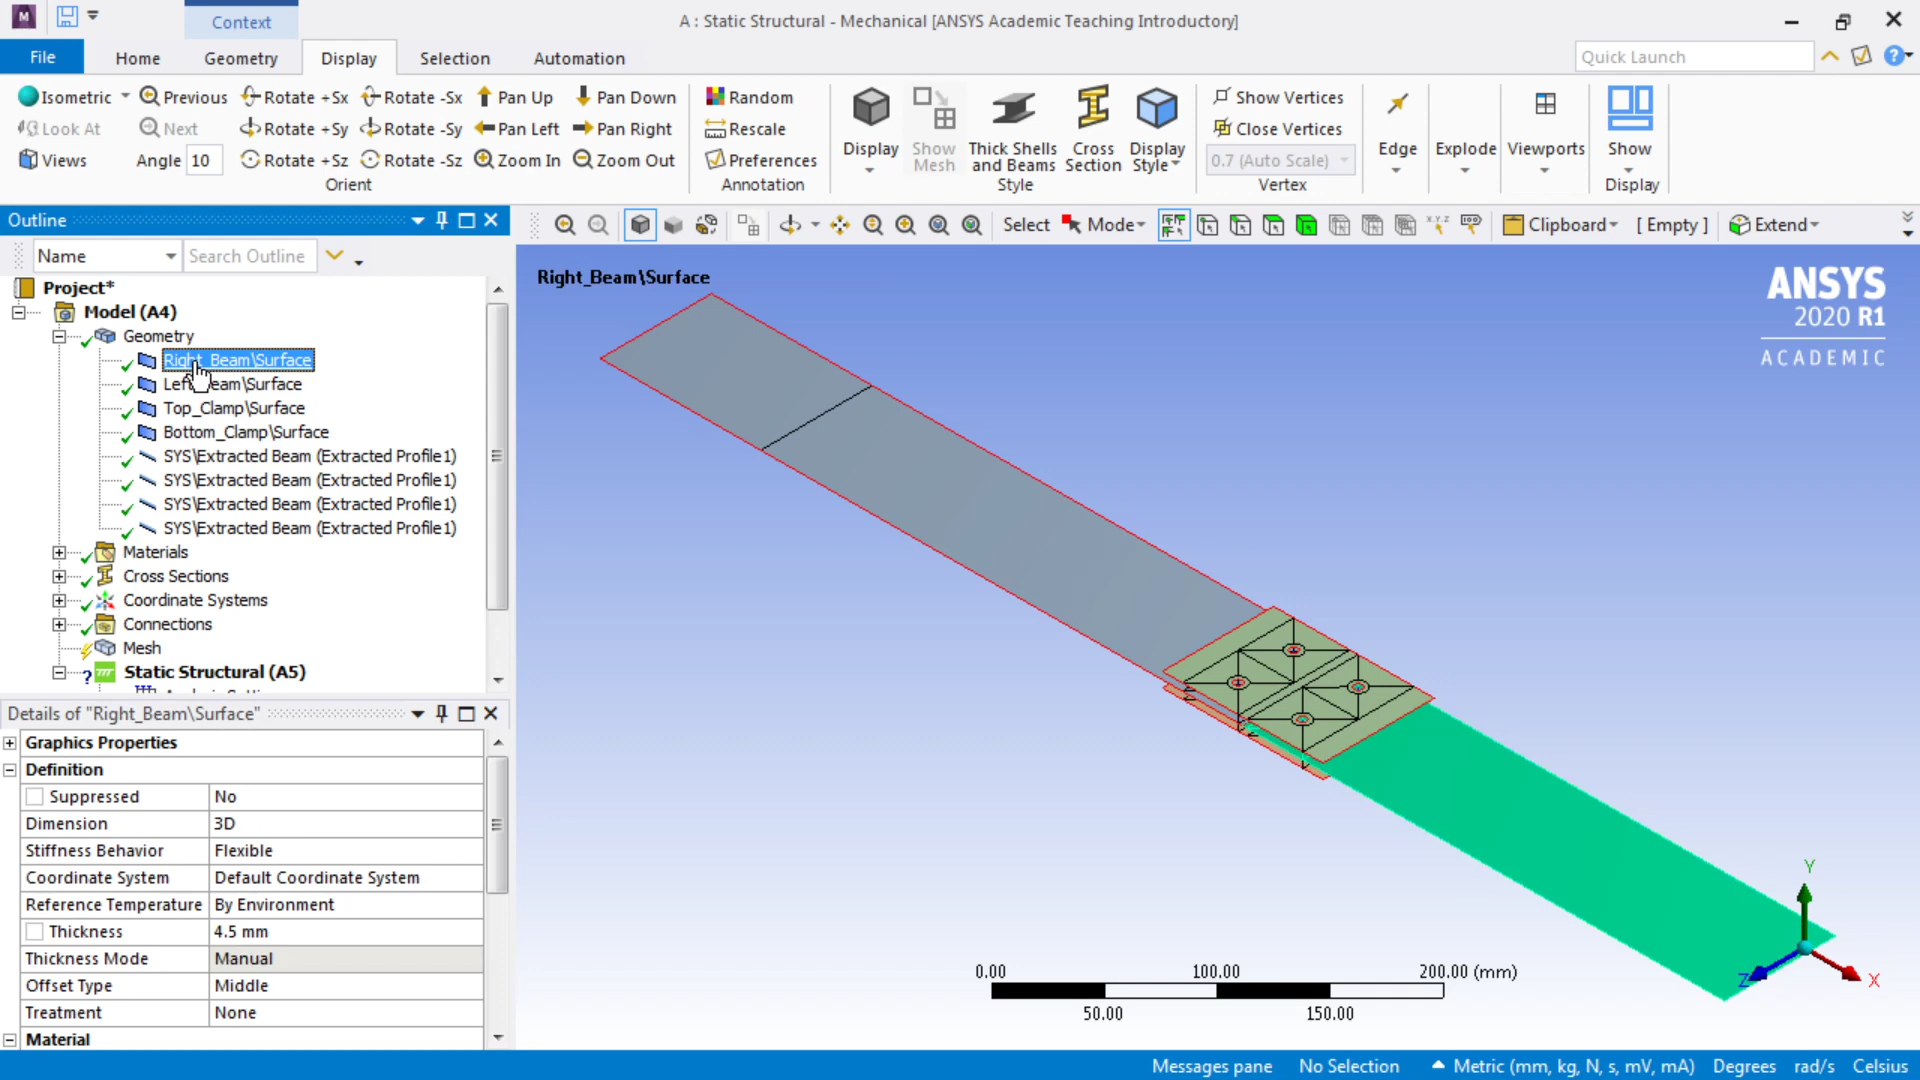 M
Context
A : Static Structural - Mechanical [ANSYS Academic Teaching Introductory]
File
Home
Geometry
Display
Selection
Automation
Quick Launch
Isometric
Previous
Rotate +Sx
Rotate -Sx
Pan Up
Pan Down
Random
Look At
Next
Rotate +Sy
Rotate -Sy
Pan Left
Pan Right
Rescale
Views
Angle 10
Rotate +Sz
Rotate -Sz
Zoom In
Zoom Out
Preferences
Orient
Annotation
Display
Show Mesh
Thick Shells and Beams
Cross Section
Display Style
Style
Show Vertices
Close Vertices
0.7 (Auto Scale)
Vertex
Edge
Explode
Viewports
Show
Display
Outline
Select
Mode
Clipboard
[ Empty ]
Extend
Name
Search Outline
Project*
Model (A4)
Geometry
Right_Beam\Surface
Top_Clamp\Surface
Bottom_Clamp\Surface
SYS\Extracted Beam (Extracted Profile1)
SYS\Extracted Beam (Extracted Profile1)
SYS\Extracted Beam (Extracted Profile1)
SYS\Extracted Beam (Extracted Profile1)
Materials
Cross Sections
Coordinate Systems
Connections
Mesh
Static Structural (A5)
Details of "Right_Beam\Surface"
Graphics Properties
Definition
Suppressed No
Dimension 3D
Stiffness Behavior Flexible
Coordinate System Default Coordinate System
Reference Temperature By Environment
Thickness 4.5 mm
Thickness Mode Manual
Offset Type Middle
Treatment None
Material
Right_Beam\Surface
ANSYS
2020 R1
ACADEMIC
Y
Z
X
0.00 100.00 200.00 (mm)
50.00 150.00
Messages pane
No Selection
Metric (mm, kg, N, s, mV, mA)
Degrees
rad/s
Celsius